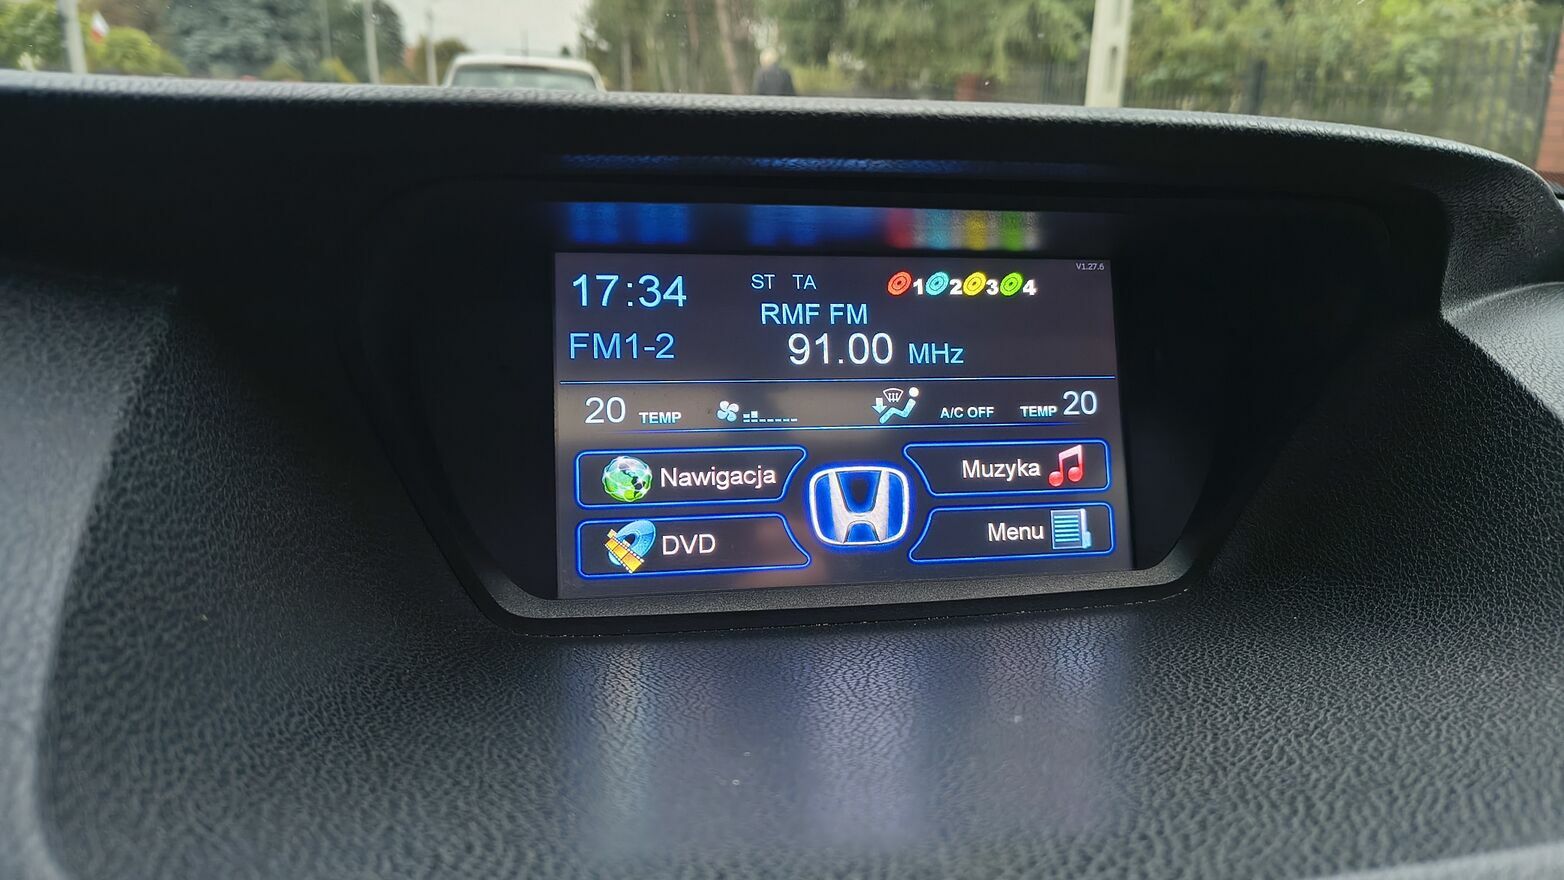 V1.27.6
17:34 ST TA 1 2 3 4
RMF FM
FM1-2 91.00 MHz
20 TEMP A/C OFF TEMP 20
Nawigacja Muzyka
DVD Menu